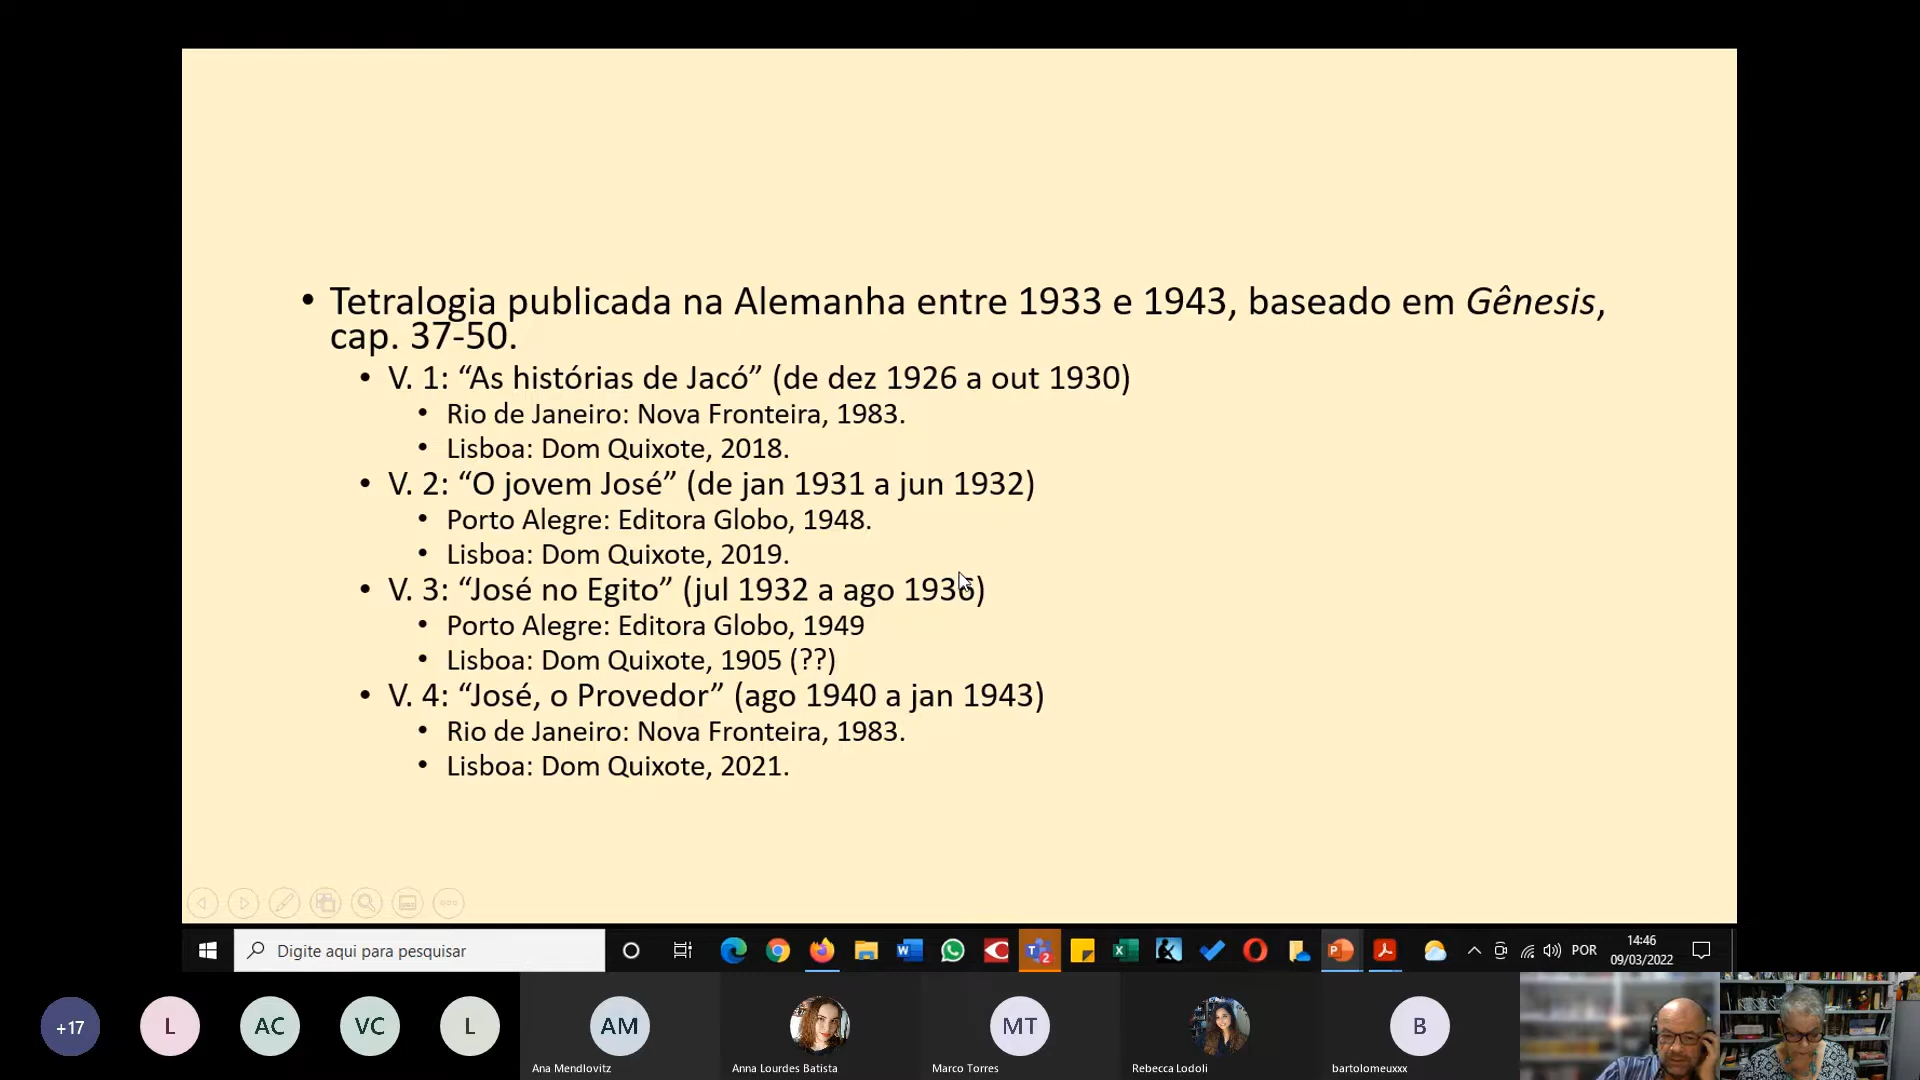 • Tetralogia publicada na Alemanha entre 1933 e 1943, baseado em Gênesis,
cap. 37-50.
• V. 1: “As histórias de Jacó” (de dez 1926 a out 1930)
• Rio de Janeiro: Nova Fronteira, 1983.
• Lisboa: Dom Quixote, 2018.
• V. 2: “O jovem José” (de jan 1931 a jun 1932)
• Porto Alegre: Editora Globo, 1948.
• Lisboa: Dom Quixote, 2019.
• V. 3: “José no Egito” (jul 1932 a ago 1936)
• Porto Alegre: Editora Globo, 1949
• Lisboa: Dom Quixote, 1905 (??)
• V. 4: “José, o Provedor” (ago 1940 a jan 1943)
• Rio de Janeiro: Nova Fronteira, 1983.
• Lisboa: Dom Quixote, 2021.
Digite aqui para pesquisar
POR
14:46
09/03/2022
+17
L
AC
VC
L
AM
MT
B
Ana Mendlovitz
Anna Lourdes Batista
Marco Torres
Rebecca Lodoli
bartolomeuxxx